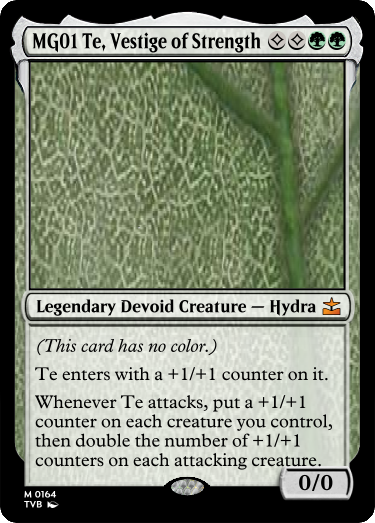 MG01 Te, Vestige of Strength
Legendary Devoid Creature — Hydra
(This card has no color.)
Te enters with a +1/+1 counter on it.
Whenever Te attacks, put a +1/+1
counter on each creature you control,
then double the number of +1/+1
counters on each attacking creature.
0/0
M 0164
TVB